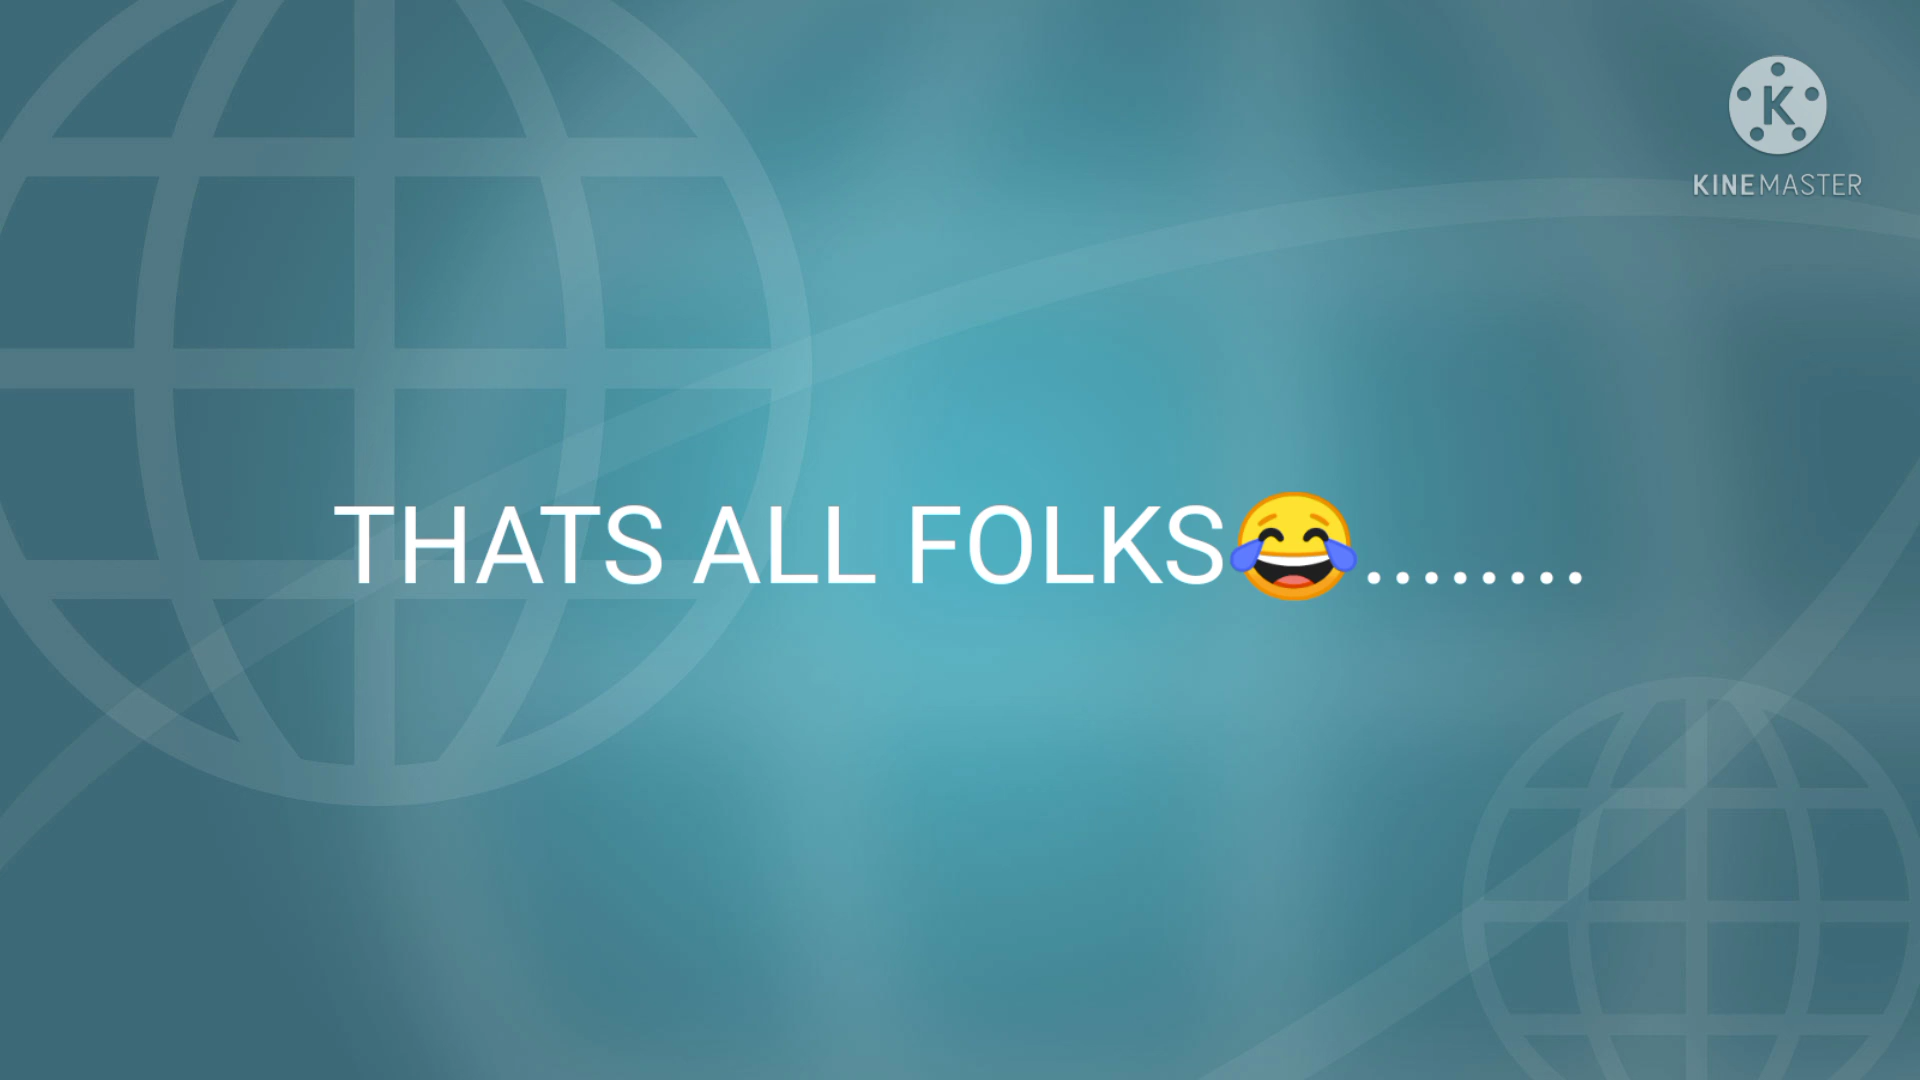 K
KINEMASTER
THATS ALL FOLKS😂........